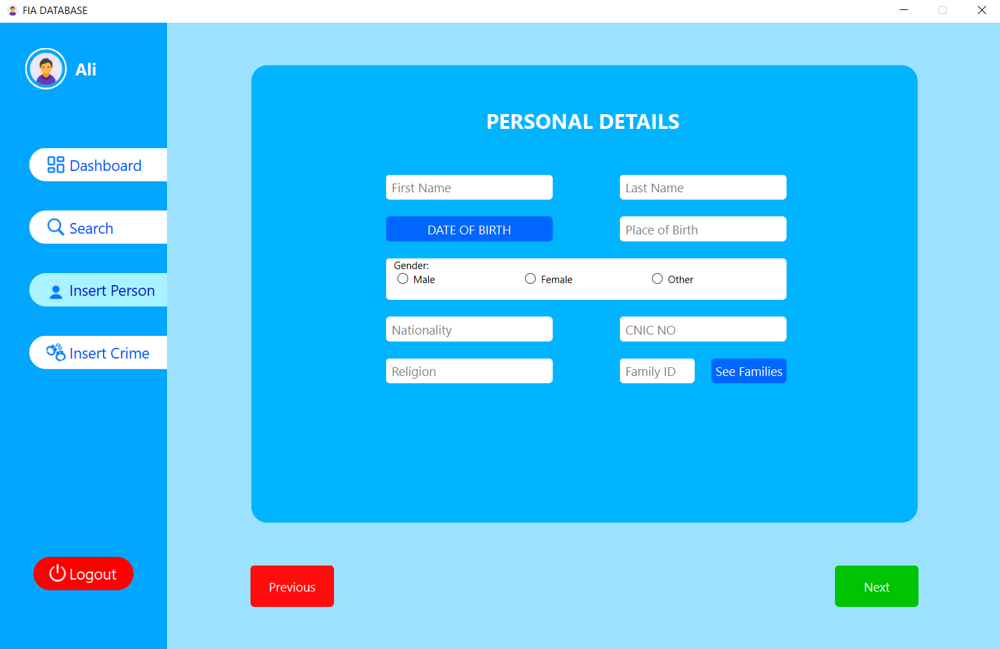 FIA DATABASE
Ali
Dashboard
Search
Insert Person
Insert Crime
Logout
PERSONAL DETAILS
First Name
Last Name
DATE OF BIRTH
Place of Birth
Gender:
Male
Female
Other
Nationality
CNIC NO
Religion
Family ID
See Families
Previous
Next